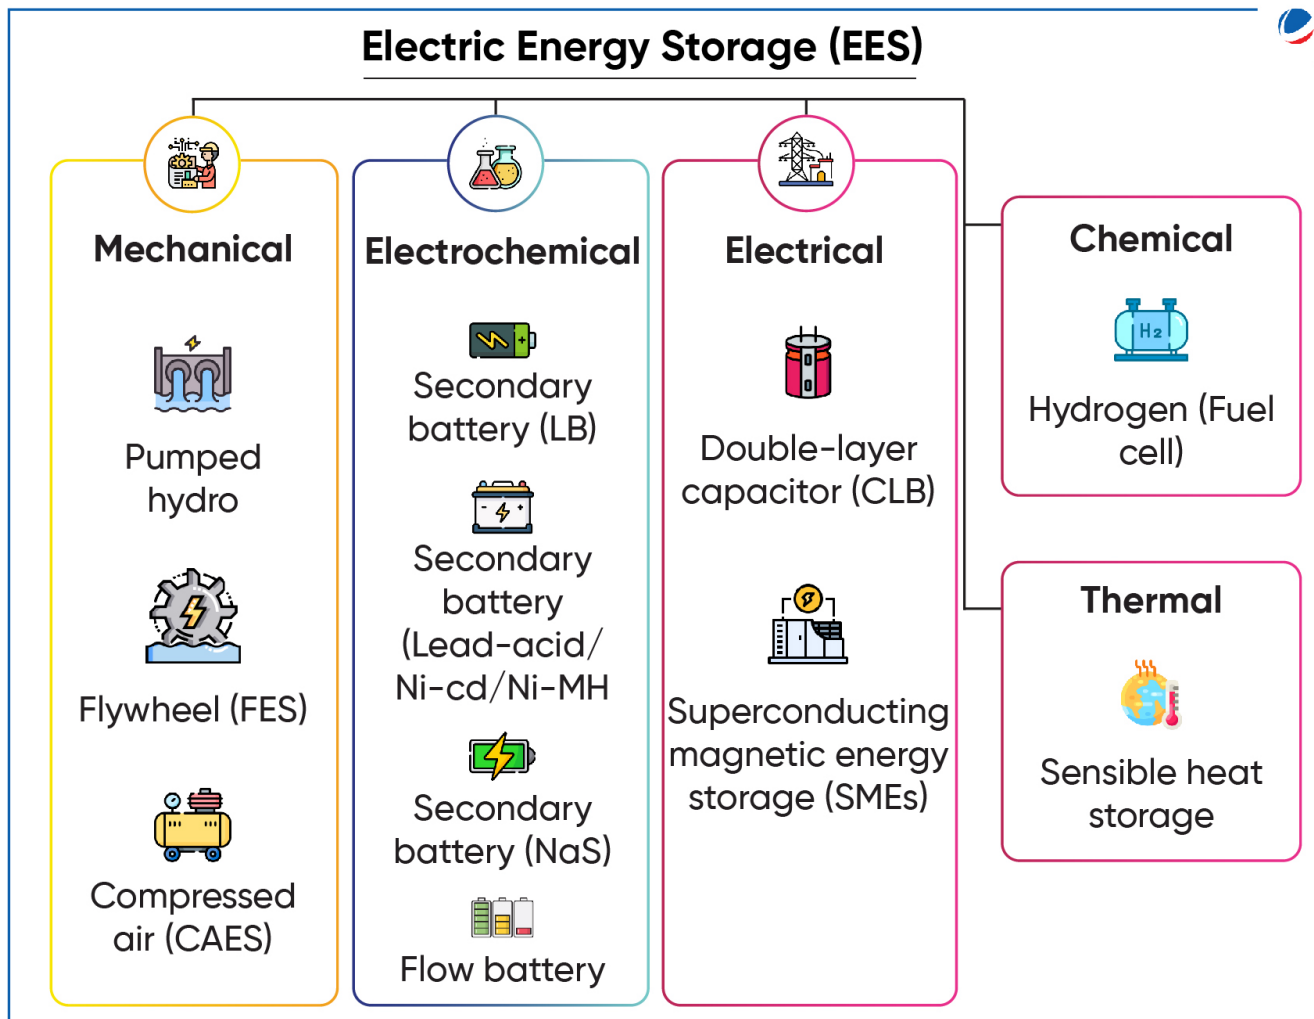 Electric Energy Storage (EES)
Mechanical
Pumped
hydro
Flywheel (FES)
Compressed
air (CAES)
Electrochemical
Secondary
battery (LB)
- +
Secondary
battery
(Lead-acid/
Ni-cd/Ni-MH
Secondary
battery (NaS)
Flow battery
Electrical
Double-layer
capacitor (CLB)
Superconducting
magnetic energy
storage (SMEs)
Chemical
H2
Hydrogen (Fuel
cell)
Thermal
Sensible heat
storage